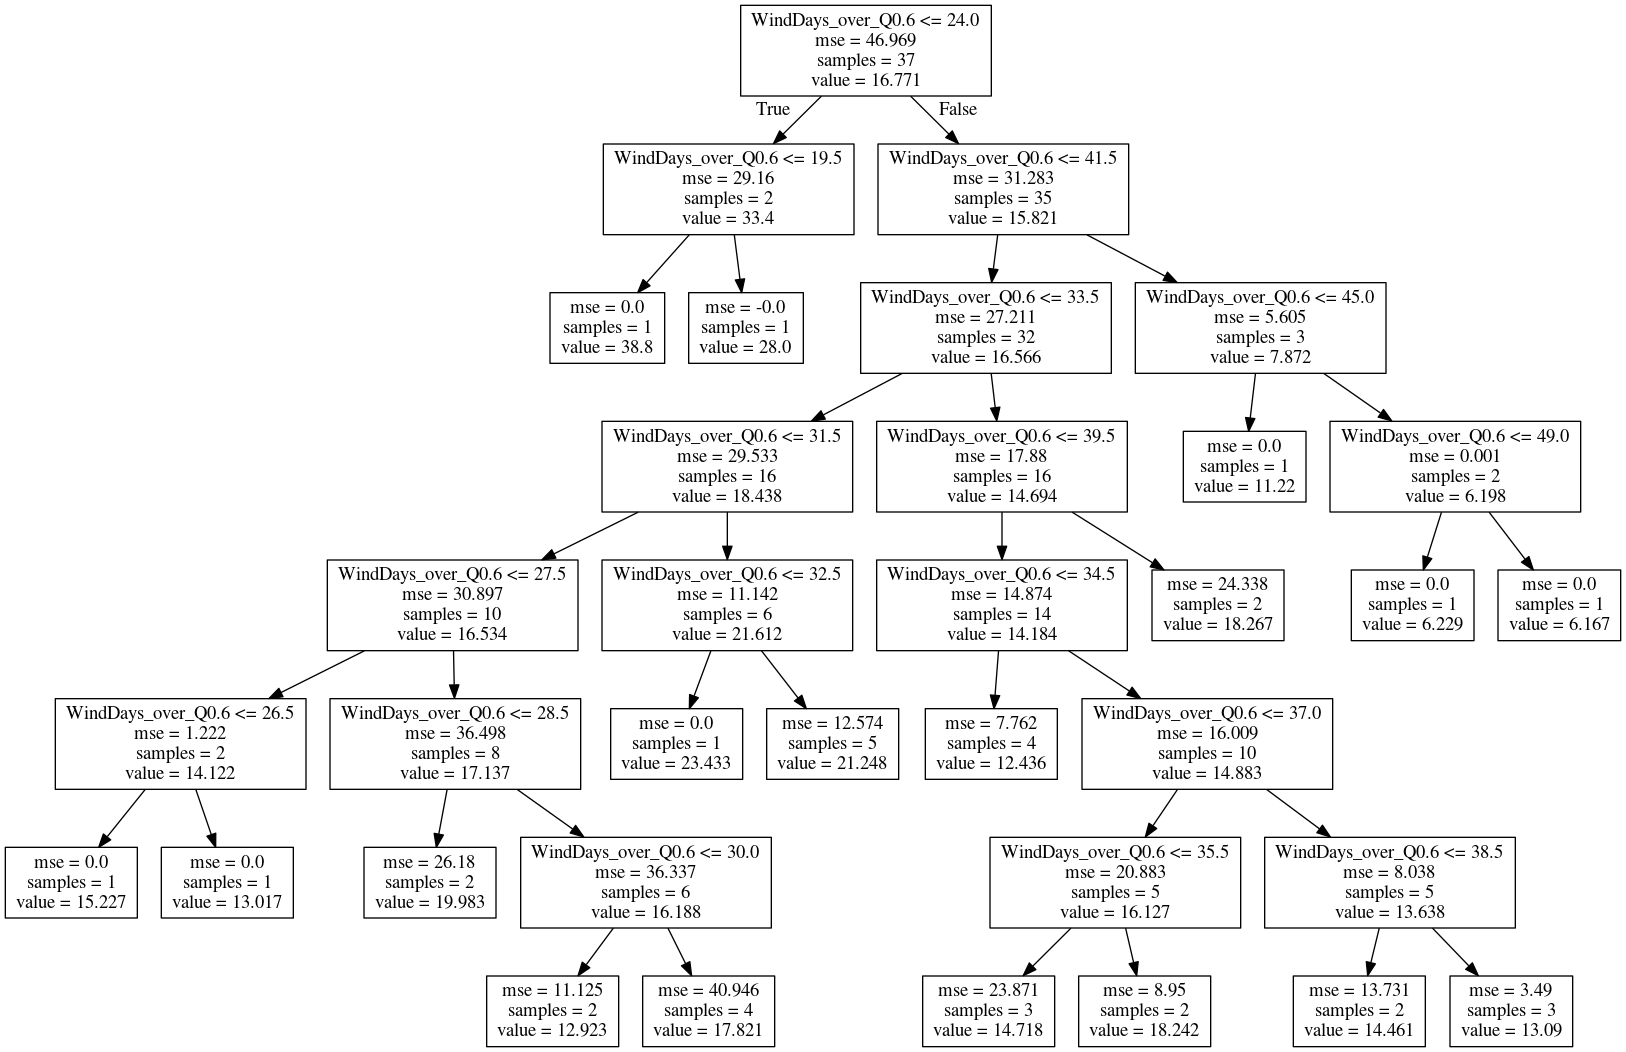 WindDays_over_Q0.6 <= 24.0
mse = 46.969
samples = 37
value = 16.771
True
False
WindDays_over_Q0.6 <= 19.5
mse = 29.16
samples = 2
value = 33.4
WindDays_over_Q0.6 <= 41.5
mse = 31.283
samples = 35
value = 15.821
mse = 0.0
samples = 1
value = 38.8
mse = -0.0
samples = 1
value = 28.0
WindDays_over_Q0.6 <= 33.5
mse = 27.211
samples = 32
value = 16.566
WindDays_over_Q0.6 <= 45.0
mse = 5.605
samples = 3
value = 7.872
WindDays_over_Q0.6 <= 31.5
mse = 29.533
samples = 16
value = 18.438
WindDays_over_Q0.6 <= 39.5
mse = 17.88
samples = 16
value = 14.694
mse = 0.0
samples = 1
value = 11.22
WindDays_over_Q0.6 <= 49.0
mse = 0.001
samples = 2
value = 6.198
WindDays_over_Q0.6 <= 27.5
mse = 30.897
samples = 10
value = 16.534
WindDays_over_Q0.6 <= 32.5
mse = 11.142
samples = 6
value = 21.612
WindDays_over_Q0.6 <= 34.5
mse = 14.874
samples = 14
value = 14.184
mse = 24.338
samples = 2
value = 18.267
mse = 0.0
samples = 1
value = 6.229
mse = 0.0
samples = 1
value = 6.167
WindDays_over_Q0.6 <= 26.5
mse = 1.222
samples = 2
value = 14.122
WindDays_over_Q0.6 <= 28.5
mse = 36.498
samples = 8
value = 17.137
mse = 0.0
samples = 1
value = 23.433
mse = 12.574
samples = 5
value = 21.248
mse = 7.762
samples = 4
value = 12.436
WindDays_over_Q0.6 <= 37.0
mse = 16.009
samples = 10
value = 14.883
mse = 0.0
samples = 1
value = 15.227
mse = 0.0
samples = 1
value = 13.017
mse = 26.18
samples = 2
value = 19.983
WindDays_over_Q0.6 <= 30.0
mse = 36.337
samples = 6
value = 16.188
WindDays_over_Q0.6 <= 35.5
mse = 20.883
samples = 5
value = 16.127
WindDays_over_Q0.6 <= 38.5
mse = 8.038
samples = 5
value = 13.638
mse = 11.125
samples = 2
value = 12.923
mse = 40.946
samples = 4
value = 17.821
mse = 23.871
samples = 3
value = 14.718
mse = 8.95
samples = 2
value = 18.242
mse = 13.731
samples = 2
value = 14.461
mse = 3.49
samples = 3
value = 13.09